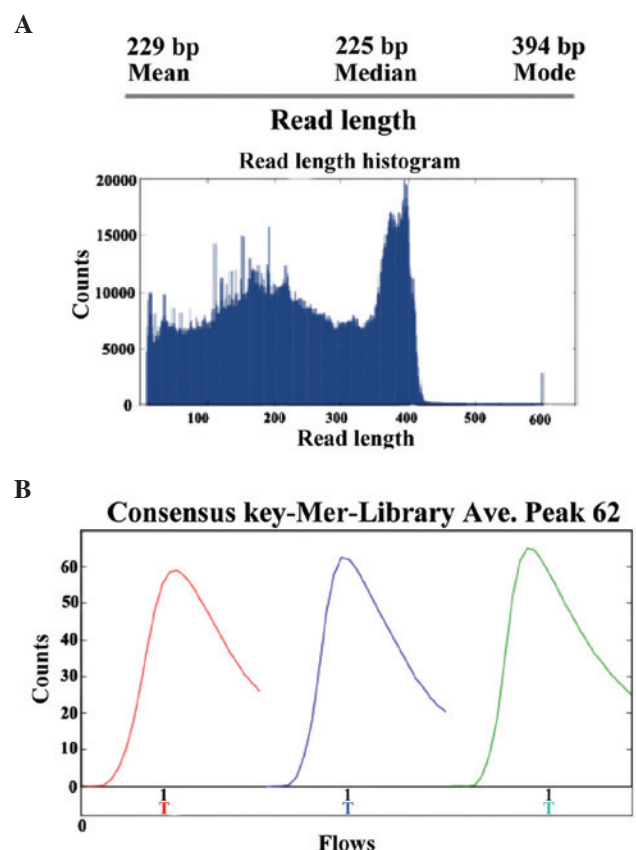 A
229 bp 225 bp 394 bp
Mean Median Mode
Read length
Read length histogram
20000
15000
10000
5000
0
Counts
100 200 300 400 500 600
Read length
B
Consensus key-Mer-Library Ave. Peak 62
60
50
40
30
20
10
0
Counts
1 1 1
T T T
0
Flows